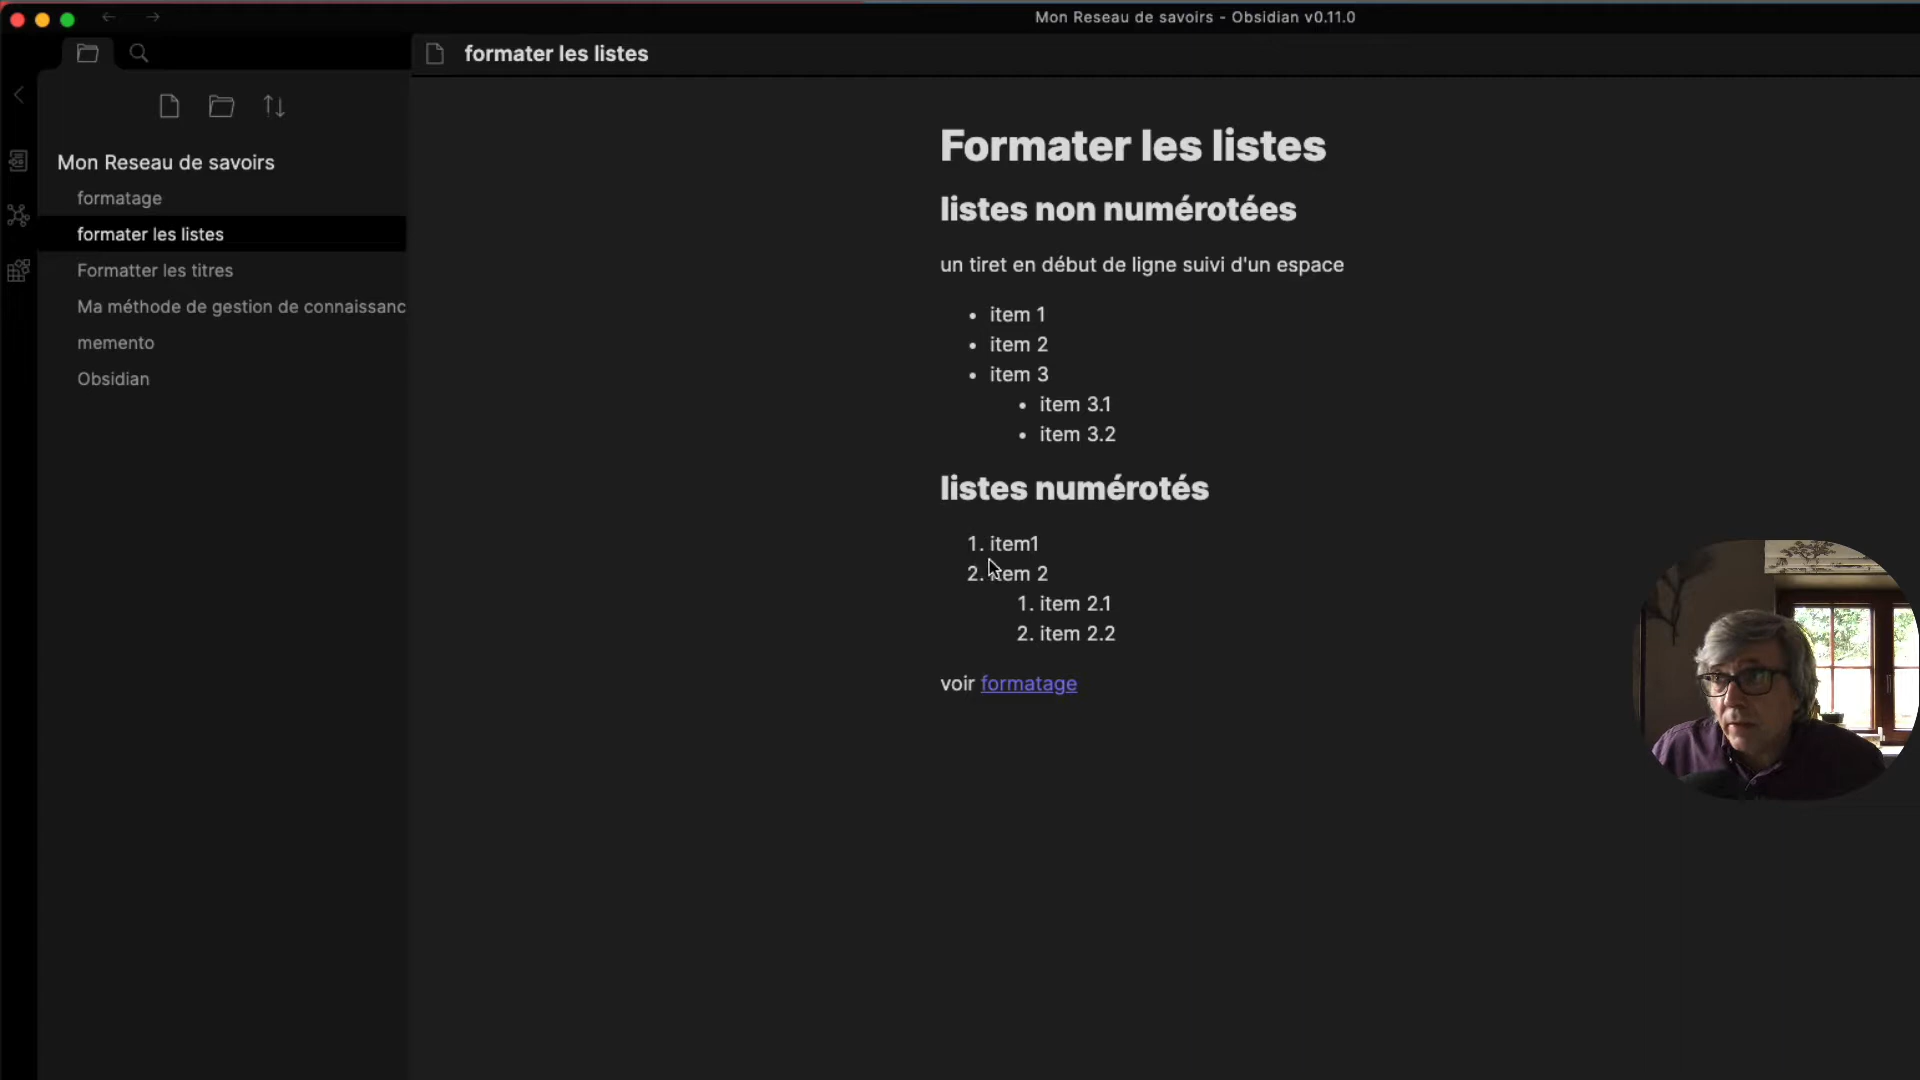 Mon Reseau de savoirs - Obsidian v0.11.0
formater les listes
Mon Reseau de savoirs
formatage
formater les listes
Formatter les titres
Ma méthode de gestion de connaissanc
memento
Obsidian
Formater les listes
listes non numérotées
un tiret en début de ligne suivi d'un espace
• item 1
• item 2
• item 3
• item 3.1
• item 3.2
listes numérotés
1. item1
2. item 2
1. item 2.1
2. item 2.2
voir formatage